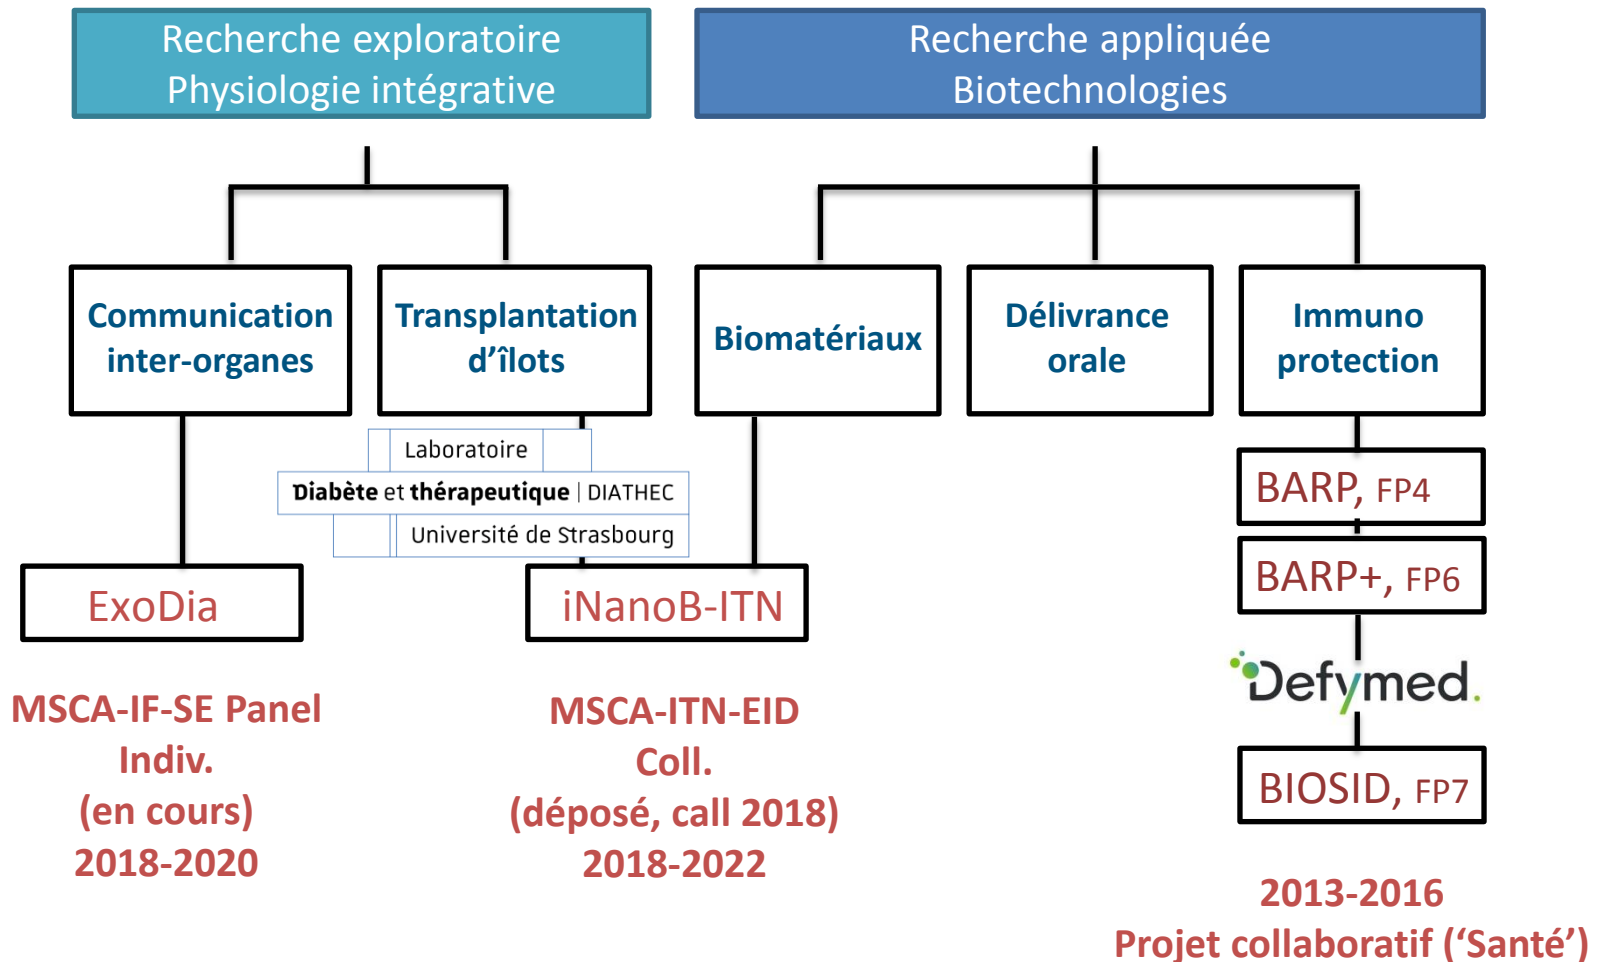 Recherche exploratoire
Physiologie intégrative
Recherche appliquée
Biotechnologies
Communication
inter-organes
Transplantation
d’îlots
Biomatériaux
Délivrance
orale
Immuno
protection
Laboratoire
Diabète et thérapeutique | DIATHEC
Université de Strasbourg
ExoDia
iNanoB-ITN
BARP, FP4
BARP+, FP6
Defymed.
BIOSID, FP7
MSCA-IF-SE Panel
Indiv.
(en cours)
2018-2020
MSCA-ITN-EID
Coll.
(déposé, call 2018)
2018-2022
2013-2016
Projet collaboratif (‘Santé’)